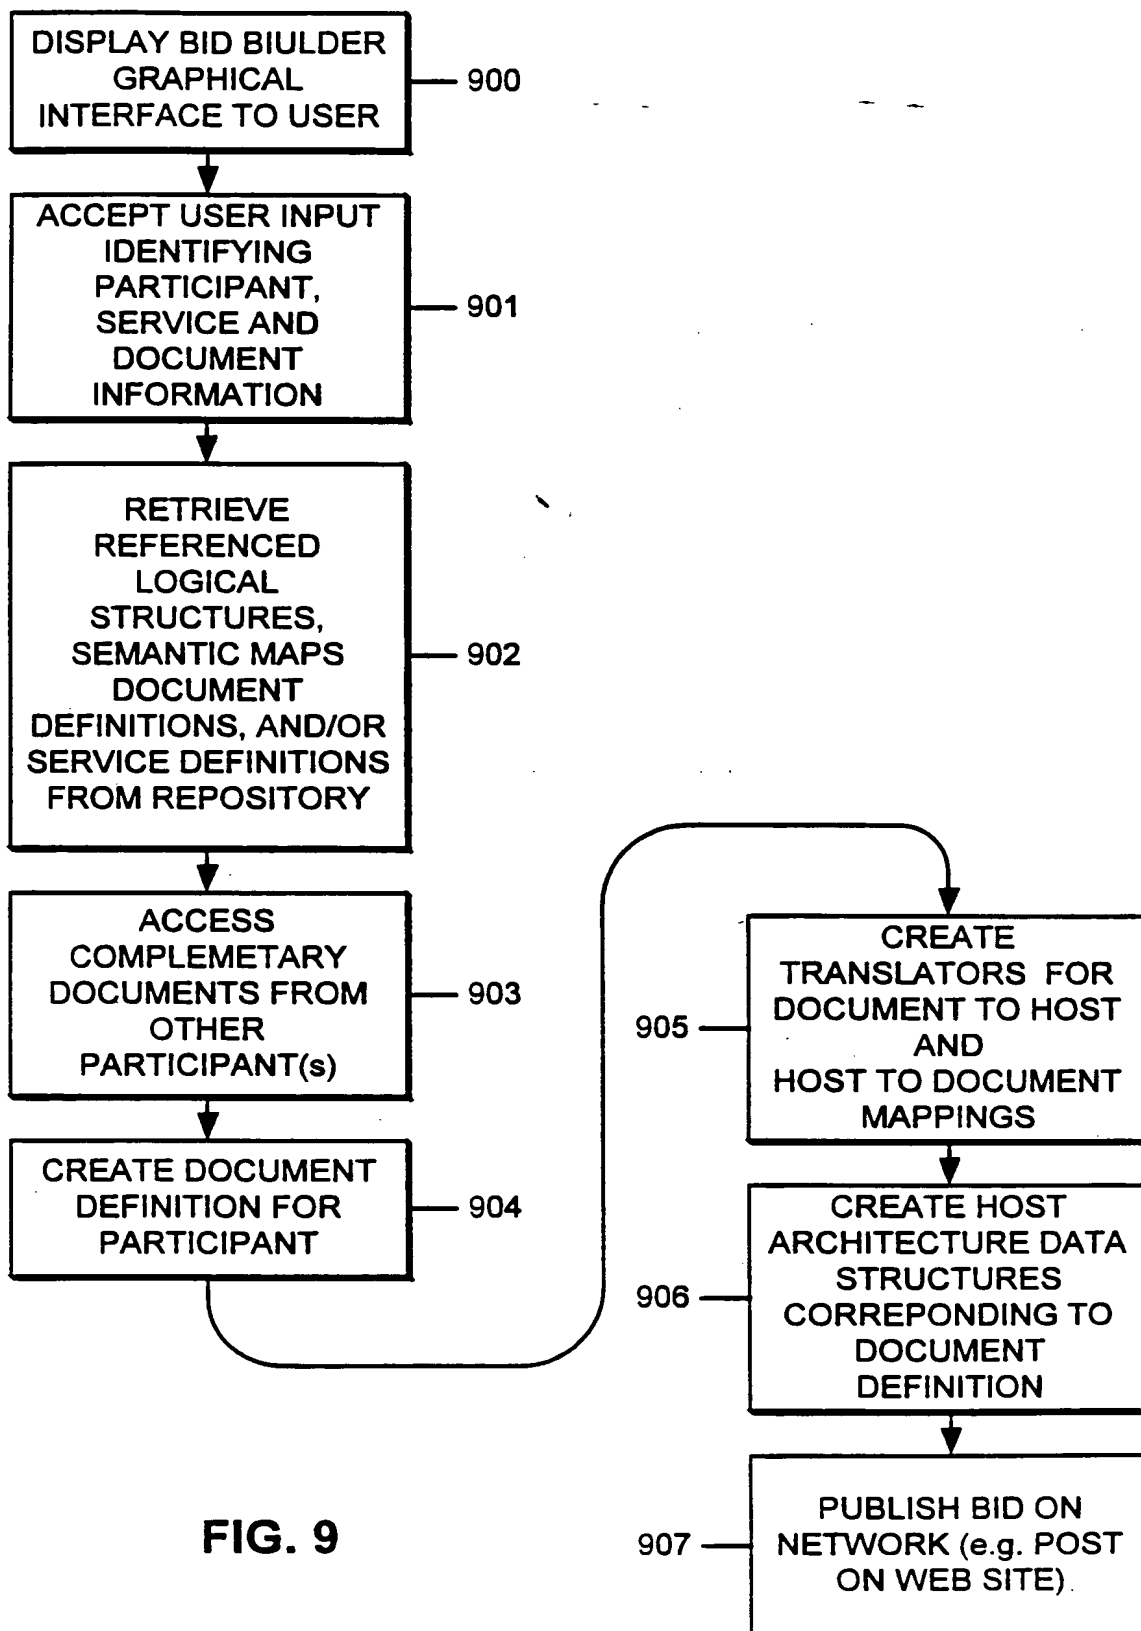 DISPLAY BID BIULDER
GRAPHICAL
INTERFACE TO USER
900
ACCEPT USER INPUT
IDENTIFYING
PARTICIPANT,
SERVICE AND
DOCUMENT
INFORMATION
901
RETRIEVE
REFERENCED
LOGICAL
STRUCTURES,
SEMANTIC MAPS
DOCUMENT
DEFINITIONS, AND/OR
SERVICE DEFINITIONS
FROM REPOSITORY
902
ACCESS
COMPLEMETARY
DOCUMENTS FROM
OTHER
PARTICIPANT(s)
903
CREATE DOCUMENT
DEFINITION FOR
PARTICIPANT
904
CREATE
TRANSLATORS FOR
DOCUMENT TO HOST
AND
HOST TO DOCUMENT
MAPPINGS
905
CREATE HOST
ARCHITECTURE DATA
STRUCTURES
CORREPONDING TO
DOCUMENT
DEFINITION
906
PUBLISH BID ON
NETWORK (e.g. POST
ON WEB SITE)
907
FIG. 9